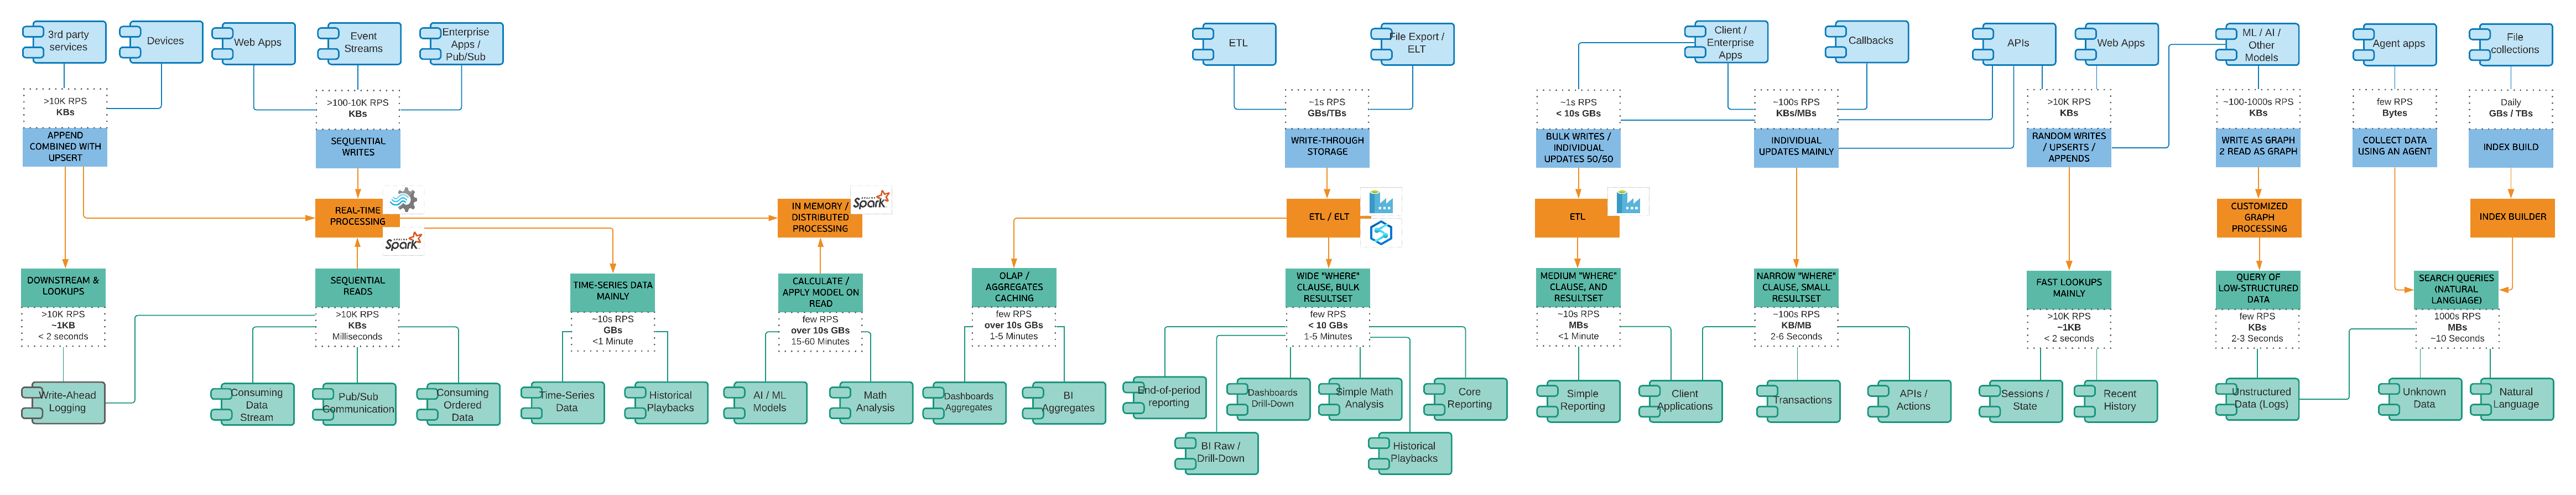 3rd party
services
Devices
Web Apps
Event
Streams
Enterprise
Apps /
Pub/Sub
ETL
File Export /
ELT
Client /
Enterprise
Apps
Callbacks
APIs
Web Apps
ML / AI /
Other
Models
Agent apps
File
collections
>10K RPS
KBs
>100-10K RPS
KBs
~1s RPS
GBs/TBs
~1s RPS
< 10s GBs
~100s RPS
KBs/MBs
>10K RPS
KBs
~100-1000s RPS
KBs
few RPS
Bytes
Daily
GBs / TBs
APPEND
COMBINED WITH
UPSERT
SEQUENTIAL
WRITES
WRITE-THROUGH
STORAGE
BULK WRITES /
INDIVIDUAL
UPDATES 50/50
INDIVIDUAL
UPDATES MAINLY
RANDOM WRITES
/ UPSERTS /
APPENDS
WRITE AS GRAPH
2 READ AS GRAPH
COLLECT DATA
USING AN AGENT
INDEX BUILD
REAL-TIME
PROCESSING
APACHE
Spark
IN MEMORY /
DISTRIBUTED
PROCESSING
APACHE
Spark
ETL / ELT
ETL
CUSTOMIZED
GRAPH
PROCESSING
INDEX BUILDER
DOWNSTREAM &
LOOKUPS
SEQUENTIAL
READS
TIME-SERIES DATA
MAINLY
CALCULATE /
APPLY MODEL ON
READ
OLAP /
AGGREGATES
CACHING
WIDE "WHERE"
CLAUSE, BULK
RESULTSET
MEDIUM "WHERE"
CLAUSE, AND
RESULTSET
NARROW "WHERE"
CLAUSE, SMALL
RESULTSET
FAST LOOKUPS
MAINLY
QUERY OF
LOW-STRUCTURED
DATA
SEARCH QUERIES
(NATURAL
LANGUAGE)
>10K RPS
~1KB
< 2 seconds
>10K RPS
KBs
Milliseconds
~10s RPS
GBs
<1 Minute
few RPS
over 10s GBs
15-60 Minutes
few RPS
over 10s GBs
1-5 Minutes
few RPS
< 10 GBs
1-5 Minutes
~10s RPS
MBs
<1 Minute
~100s RPS
KB/MB
2-6 Seconds
>10K RPS
~1KB
< 2 seconds
few RPS
KBs
2-3 Seconds
1000s RPS
MBs
~10 Seconds
Write-Ahead
Logging
Consuming
Data
Stream
Pub/Sub
Communication
Consuming
Ordered
Data
Time-Series
Data
Historical
Playbacks
AI / ML
Models
Math
Analysis
Dashboards
Aggregates
BI
Aggregates
End-of-period
reporting
Dashboards
Drill-Down
Simple Math
Analysis
Core
Reporting
Simple
Reporting
Client
Applications
Transactions
APIs /
Actions
Sessions /
State
Recent
History
Unstructured
Data (Logs)
Unknown
Data
Natural
Language
BI Raw /
Drill-Down
Historical
Playbacks